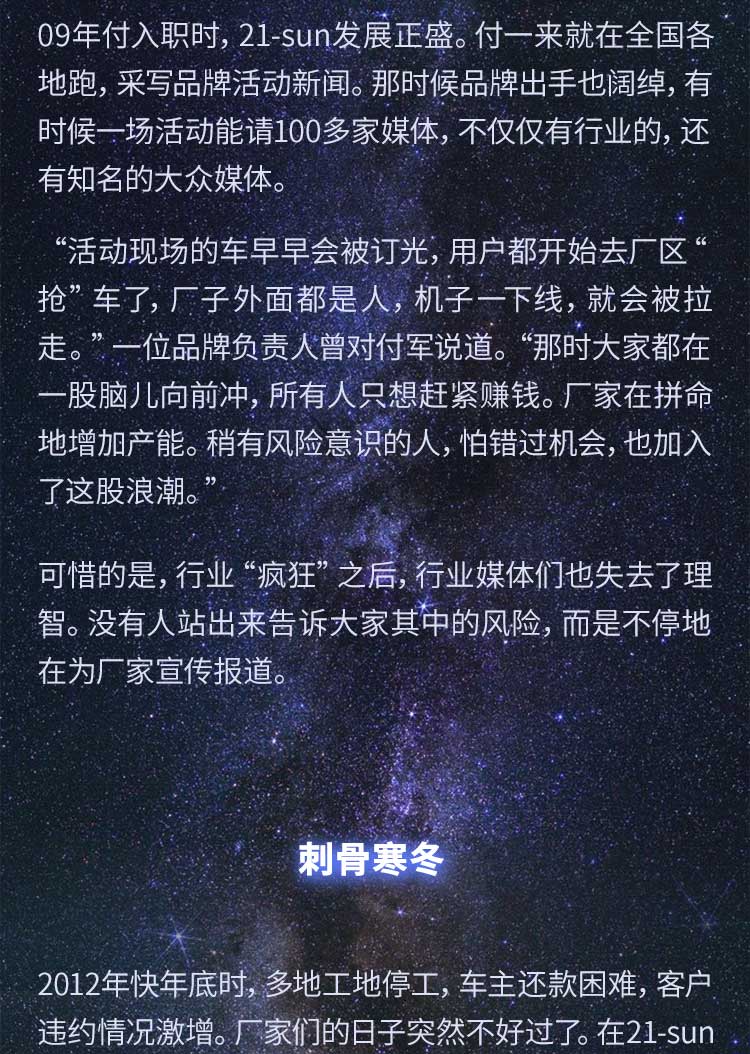 09年付入职时，21-sun发展正盛。付一来就在全国各
地跑，采写品牌活动新闻。那时候品牌出手也阔绰，有
时候一场活动能请100多家媒体，不仅仅有行业的，还
有知名的大众媒体。
“活动现场的车早早会被订光，用户都开始去厂区“
抢”车了，厂子外面都是人，机子一下线，就会被拉
走。”一位品牌负责人曾对付军说道。“那时大家都在
一股脑儿向前冲，所有人只想赶紧赚钱。厂家在拼命
地增加产能。稍有风险意识的人，怕错过机会，也加入
了这股浪潮。”
可惜的是，行业“疯狂”之后，行业媒体们也失去了理
智。没有人站出来告诉大家其中的风险，而是不停地
在为厂家宣传报道。
刺骨寒冬
2012年快年底时，多地工地停工，车主还款困难，客户
违约情况激增。厂家们的日子突然不好过了。在21-sun